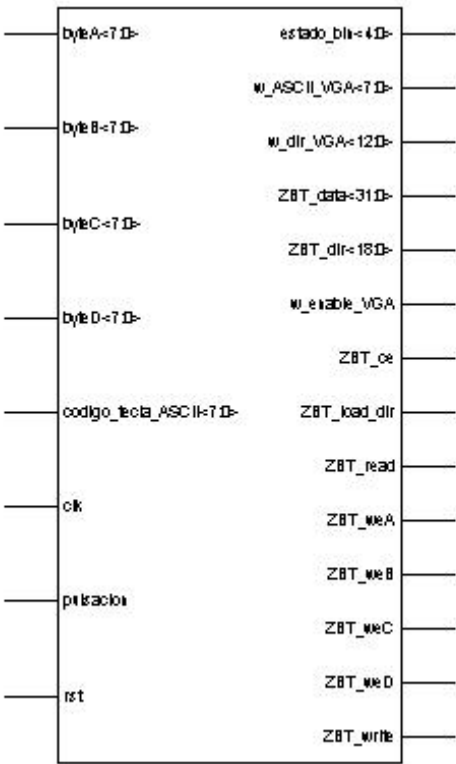 byteA<7:0>
byteB<7:0>
byteC<7:0>
byteD<7:0>
codigo_tecla_ASCII<7:0>
clk
pulsacion
rst
estado_bin<4:0>
w_ASCII_VGA<7:0>
w_dir_VGA<12:0>
ZBT_data<31:0>
ZBT_dir<18:0>
w_enable_VGA
ZBT_ce
ZBT_load_dir
ZBT_read
ZBT_weA
ZBT_weB
ZBT_weC
ZBT_weD
ZBT_write